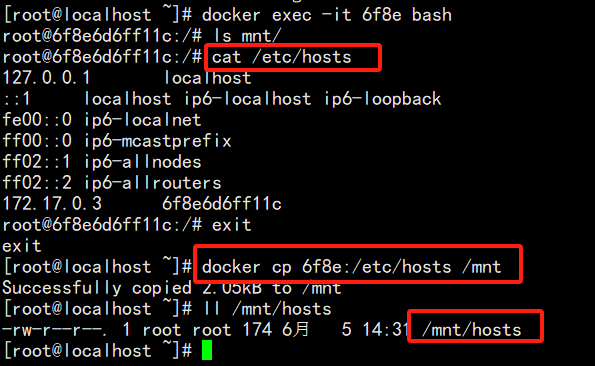 [root@localhost ~]# docker exec -it 6f8e bash
root@6f8e6d6ff11c:/# ls mnt/
root@6f8e6d6ff11c:/# cat /etc/hosts
127.0.0.1       localhost
::1     localhost ip6-localhost ip6-loopback
fe00::0 ip6-localnet
ff00::0 ip6-mcastprefix
ff02::1 ip6-allnodes
ff02::2 ip6-allrouters
172.17.0.3      6f8e6d6ff11c
root@6f8e6d6ff11c:/# exit
exit
[root@localhost ~]# docker cp 6f8e:/etc/hosts /mnt
Successfully copied 2.05kB to /mnt
[root@localhost ~]# ll /mnt/hosts
-rw-r--r--. 1 root root 174 6月   5 14:31 /mnt/hosts
[root@localhost ~]#